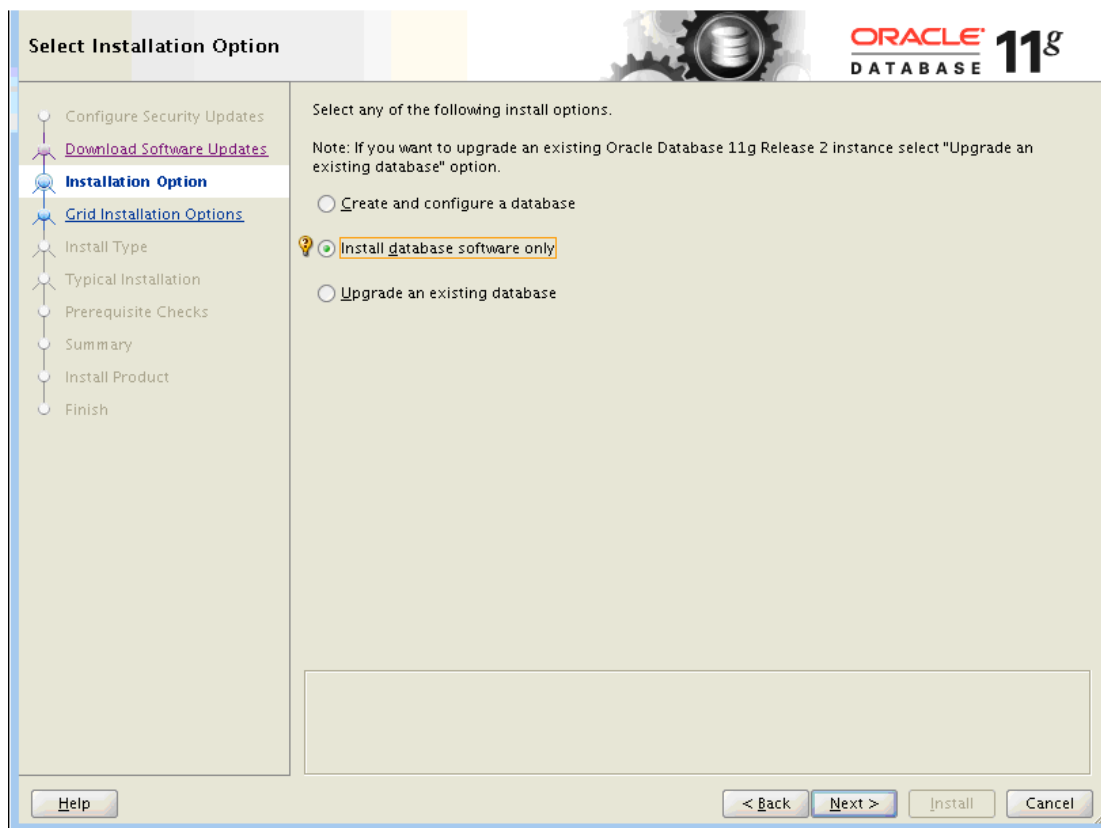 Select Installation Option
ORACLE
DATABASE
11g
Configure Security Updates
Download Software Updates
Installation Option
Grid Installation Options
Install Type
Typical Installation
Prerequisite Checks
Summary
Install Product
Finish
Select any of the following install options.
Note: If you want to upgrade an existing Oracle Database 11g Release 2 instance select "Upgrade an
existing database" option.
Create and configure a database
Install database software only
Upgrade an existing database
Help
< Back
Next >
Install
Cancel